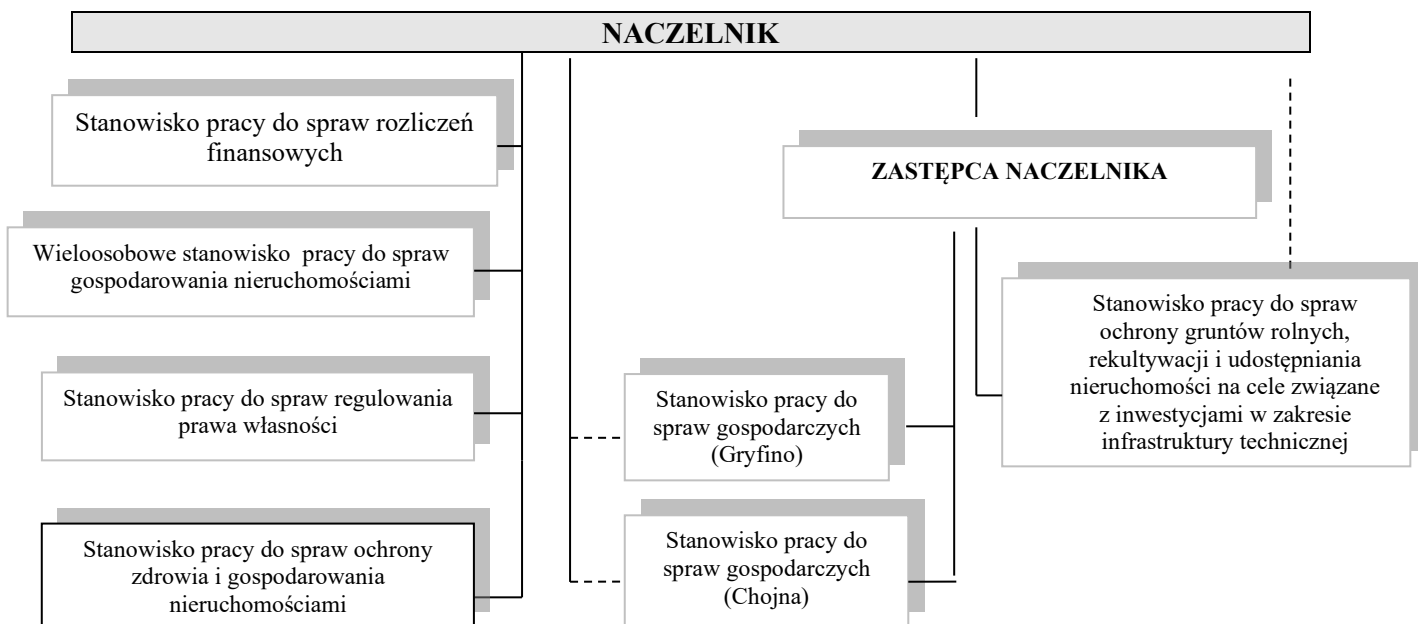 NACZELNIK
Stanowisko pracy do spraw rozliczeń
finansowych
Wieloosobowe stanowisko pracy do spraw
gospodarowania nieruchomościami
Stanowisko pracy do spraw regulowania
prawa własności
Stanowisko pracy do spraw ochrony
zdrowia i gospodarowania
nieruchomościami
ZASTĘPCA NACZELNIKA
Stanowisko pracy do
spraw gospodarczych
(Gryfino)
Stanowisko pracy do
spraw gospodarczych
(Chojna)
Stanowisko pracy do spraw
ochrony gruntów rolnych,
rekultywacji i udostępniania
nieruchomości na cele związane
z inwestycjami w zakresie
infrastruktury technicznej